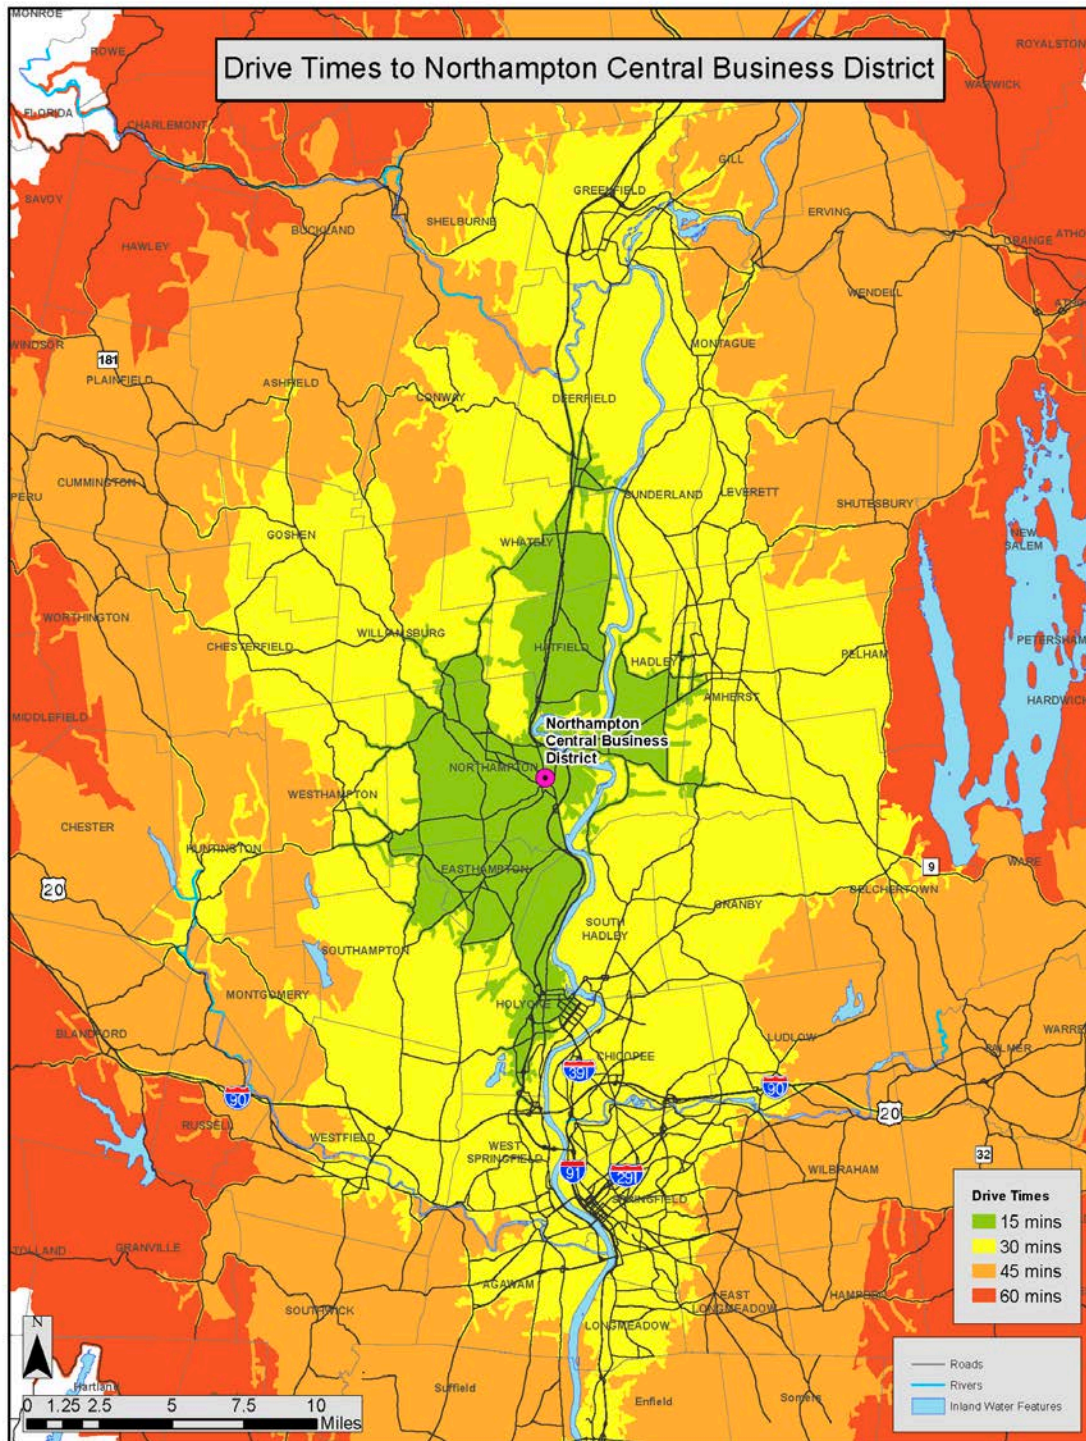 MONROE
ROWE
ROYALSTON
Drive Times to Northampton Central Business District
WARWICK
FLORIDA
CHARLEMONT
GILL
GREENFIELD
SAVOY
SHELBURNE
ERVING
BUCKLAND
HAWLEY
ORANGE
ATHO
WENDELL
ATHO
WINDSOR
181
MONTAGUE
PLAINFIELD
ASHFIELD
CONWAY
DEERFIELD
CUMMINGTON
PERU
SUNDERLAND
LEVERETT
SHUTESBURY
GOSHEN
WHATELY
NEW
SALEM
WORTHINGTON
WILLIAMSBURG
CHESTERFIELD
HATFIELD
PETERSHAM
PELHAM
HADLEY
AMHERST
HARDWICK
MIDDLEFIELD
Northampton
Central Business
District
NORTHAMPTON
WESTHAMPTON
CHESTER
HUNTINGTON
WARE
EASTHAMPTON
9
20
BELCHERTOWN
GRANBY
SOUTH
HADLEY
SOUTHAMPTON
MONTGOMERY
HOLYOKE
BLANDFORD
LUDLOW
WARRE
PALMER
CHICOPEE
391
90
90
20
RUSSELL
WESTFIELD
WEST
SPRINGFIELD
32
91
291
WILBRAHAM
SPRINGFIELD
TOLLAND
GRANVILLE
AGAWAM
SOUTHWICK
EAST
LONGMEADOW
HAMPDEN
LONGMEADOW
Drive Times
15 mins
30 mins
45 mins
60 mins
N
Hartland
Suffield
Enfield
Somers
0 1.25 2.5 5 7.5 10
Miles
Roads
Rivers
Inland Water Features